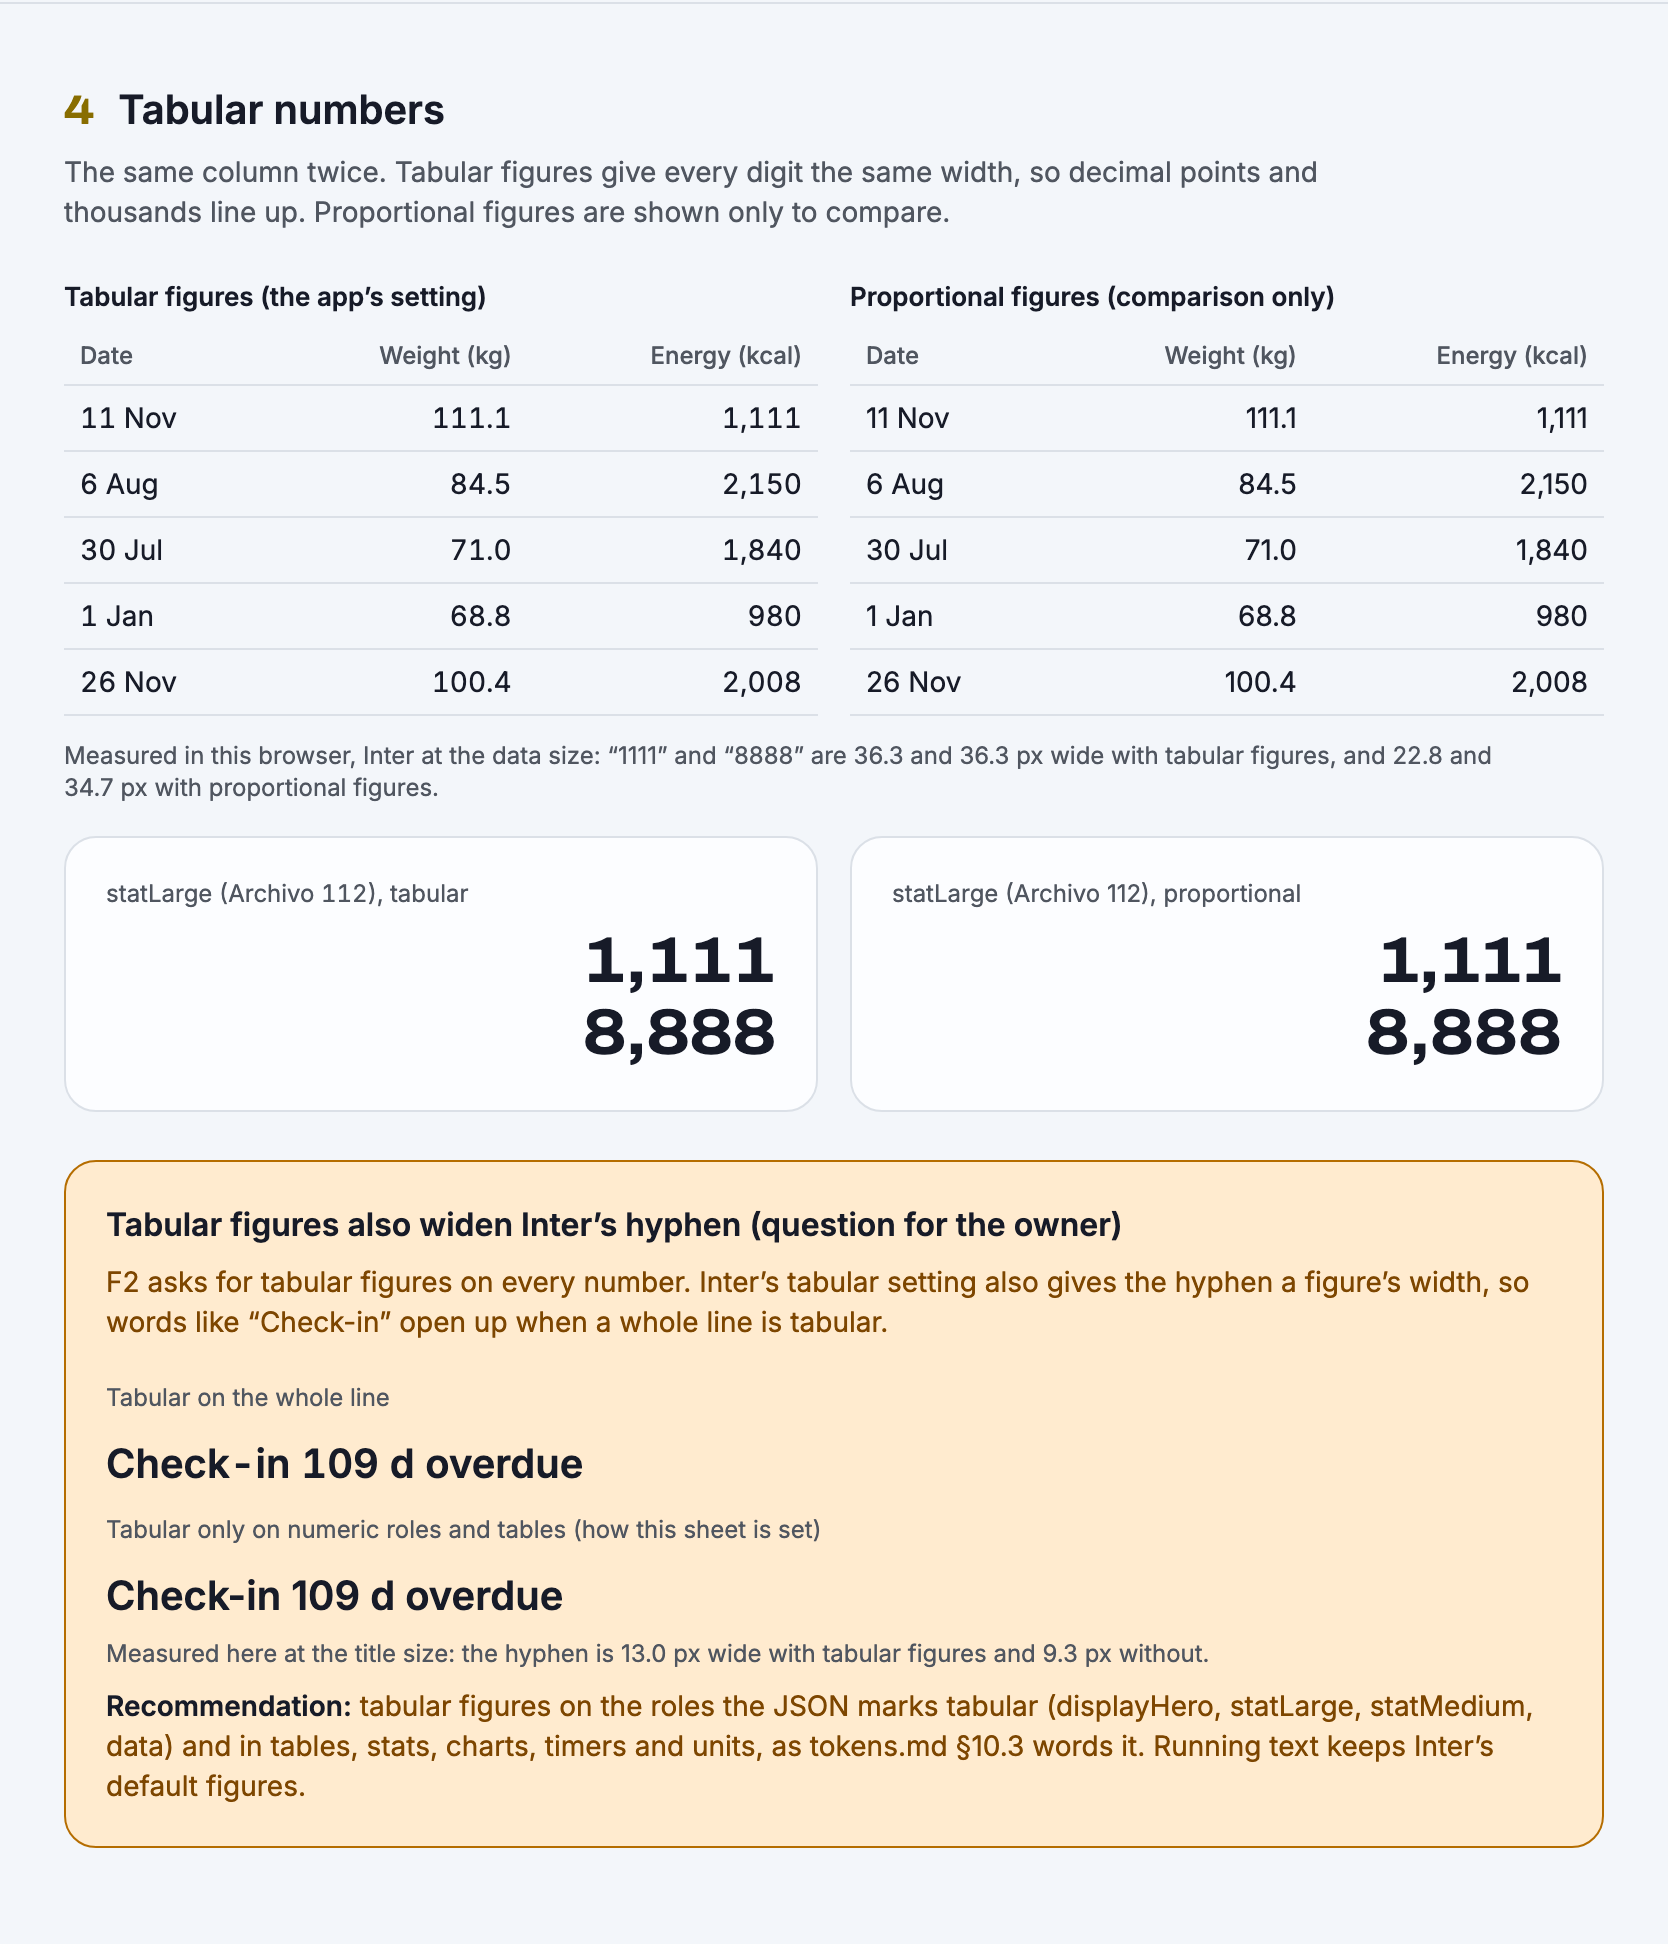 4 Tabular numbers
The same column twice. Tabular figures give every digit the same width, so decimal points and
thousands line up. Proportional figures are shown only to compare.
Tabular figures (the app’s setting)
Date Weight (kg) Energy (kcal)
11 Nov 111.1 1,111
6 Aug 84.5 2,150
30 Jul 71.0 1,840
1 Jan 68.8 980
26 Nov 100.4 2,008
Proportional figures (comparison only)
Date Weight (kg) Energy (kcal)
11 Nov 111.1 1,111
6 Aug 84.5 2,150
30 Jul 71.0 1,840
1 Jan 68.8 980
26 Nov 100.4 2,008
Measured in this browser, Inter at the data size: “1111” and “8888” are 36.3 and 36.3 px wide with tabular figures, and 22.8 and
34.7 px with proportional figures.
statLarge (Archivo 112), tabular
1,111
8,888
statLarge (Archivo 112), proportional
1,111
8,888
Tabular figures also widen Inter’s hyphen (question for the owner)
F2 asks for tabular figures on every number. Inter’s tabular setting also gives the hyphen a figure’s width, so
words like “Check-in” open up when a whole line is tabular.
Tabular on the whole line
Check-in 109 d overdue
Tabular only on numeric roles and tables (how this sheet is set)
Check-in 109 d overdue
Measured here at the title size: the hyphen is 13.0 px wide with tabular figures and 9.3 px without.
Recommendation: tabular figures on the roles the JSON marks tabular (displayHero, statLarge, statMedium,
data) and in tables, stats, charts, timers and units, as tokens.md §10.3 words it. Running text keeps Inter’s
default figures.